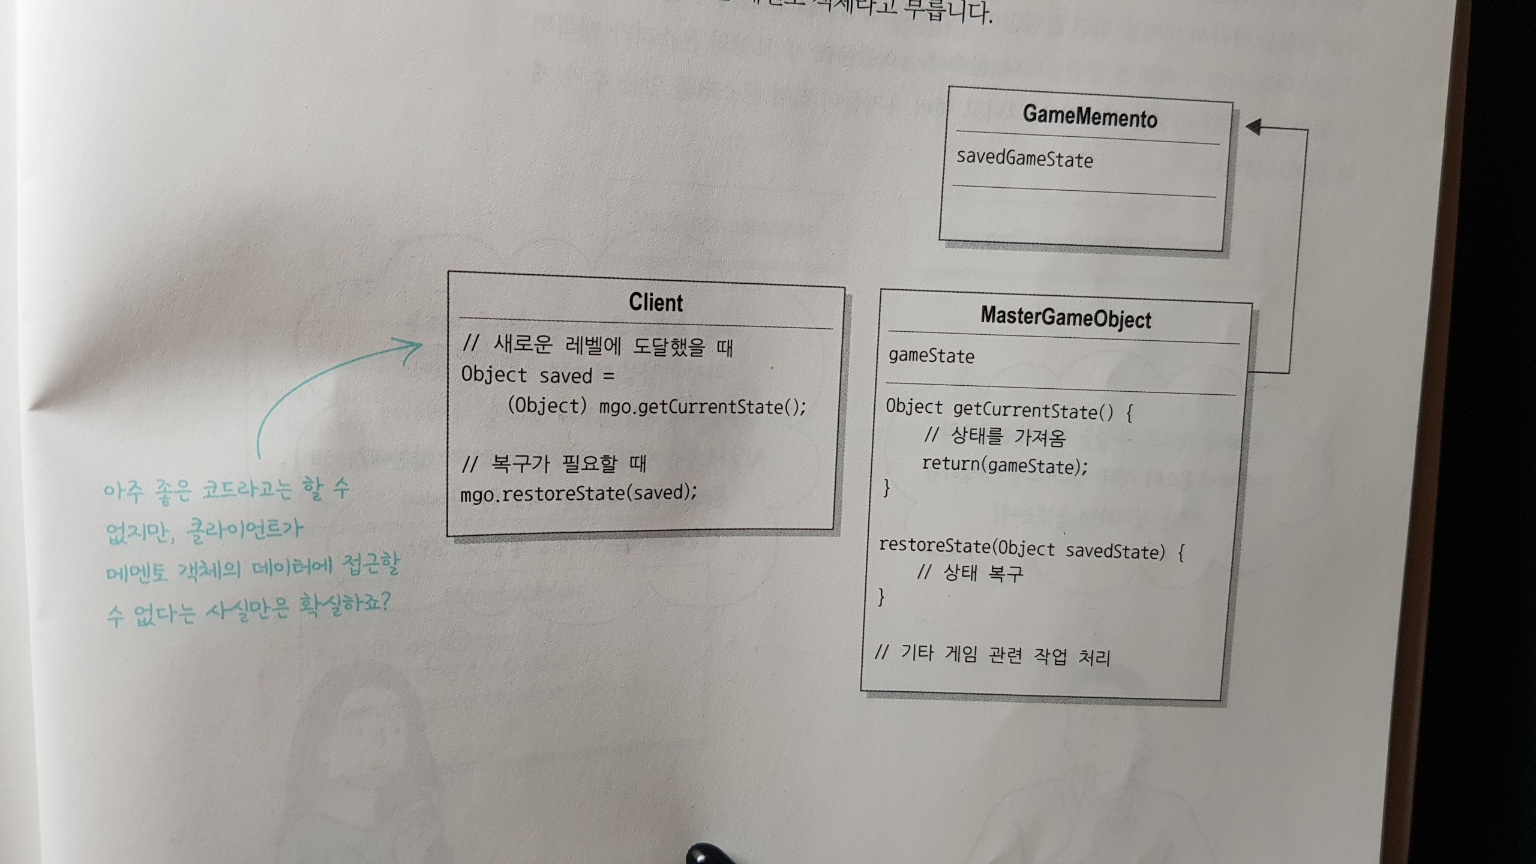 객체라고 부릅니다.
GameMemento
savedGameState
Client
// 새로운 레벨에 도달했을 때
Object saved =
(Object) mgo.getCurrentState();
// 복구가 필요할 때
mgo.restoreState(saved);
MasterGameObject
gameState
Object getCurrentState() {
// 상태를 가져옴
return(gameState);
}
restoreState(Object savedState) {
// 상태 복구
}
// 기타 게임 관련 작업 처리
아주 좋은 코드라고는 할 수
없지만, 클라이언트가
메멘토 객체의 데이터에 접근할
수 없다는 사실만은 확실하죠?